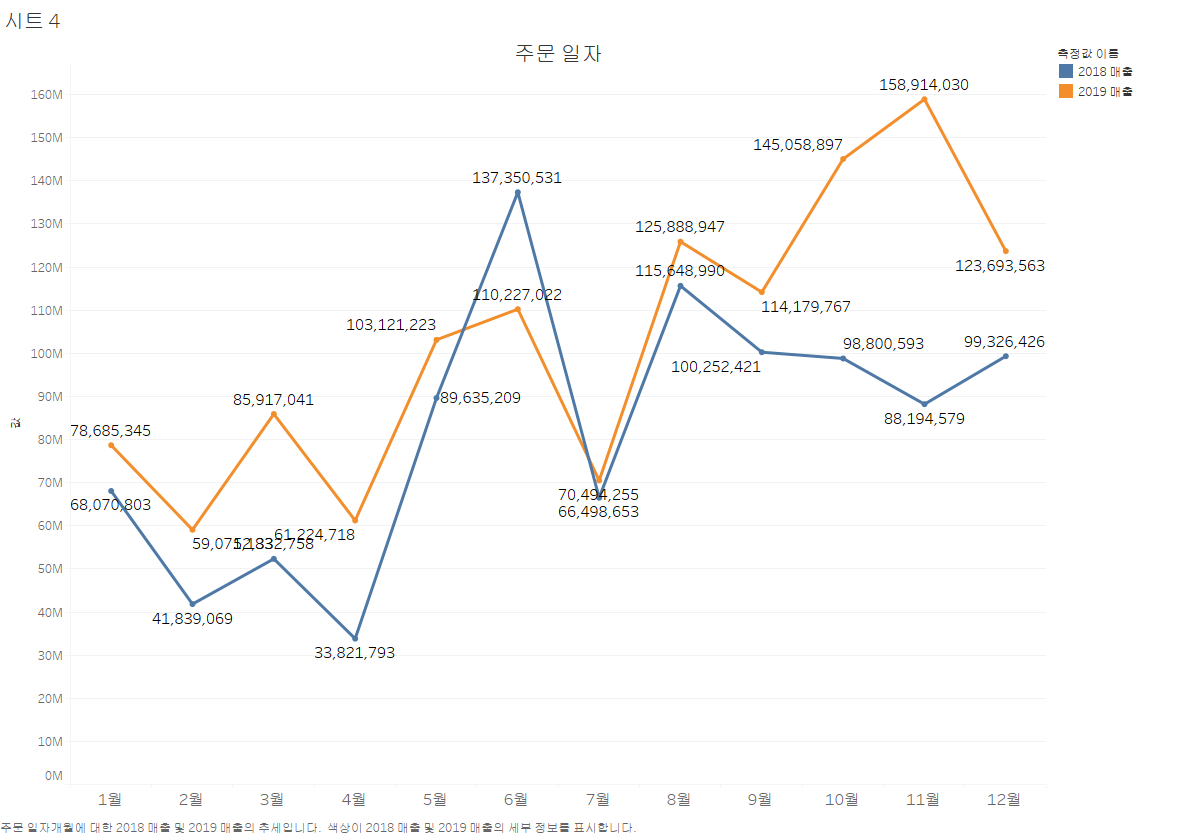 시트 4
주문 일자
측정값 이름
2018 매출
2019 매출
160M
150M
140M
130M
120M
110M
100M
90M
80M
70M
60M
50M
40M
30M
20M
10M
0M
값
158,914,030
145,058,897
137,350,531
125,888,947
115,648,990
123,693,563
110,227,022
114,179,767
103,121,223
98,800,593
99,326,426
100,252,421
85,917,041
89,635,209
88,194,579
78,685,345
68,070,803
70,494,255
66,498,653
61,224,718
41,839,069
33,821,793
1월
2월
3월
4월
5월
6월
7월
8월
9월
10월
11월
12월
주문 일자개월에 대한 2018 매출 및 2019 매출의 추세입니다. 색상이 2018 매출 및 2019 매출의 세부 정보를 표시합니다.